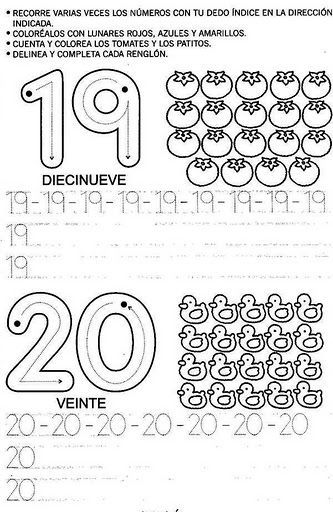 • RECORRE VARIAS VECES LOS NÚMEROS CON TU DEDO ÍNDICE EN LA DIRECCIÓN
INDICADA.
• COLORÉALOS CON LUNARES ROJOS, AZULES Y AMARILLOS.
• CUENTA Y COLOREA LOS TOMATES Y LOS PATITOS.
• DELINEA Y COMPLETA CADA RENGLÓN.
19
DIECINUEVE
19-19-19-19-19-19-19-19-19
19
19
20
VEINTE
20-20-20-20-20-20-20
20
20